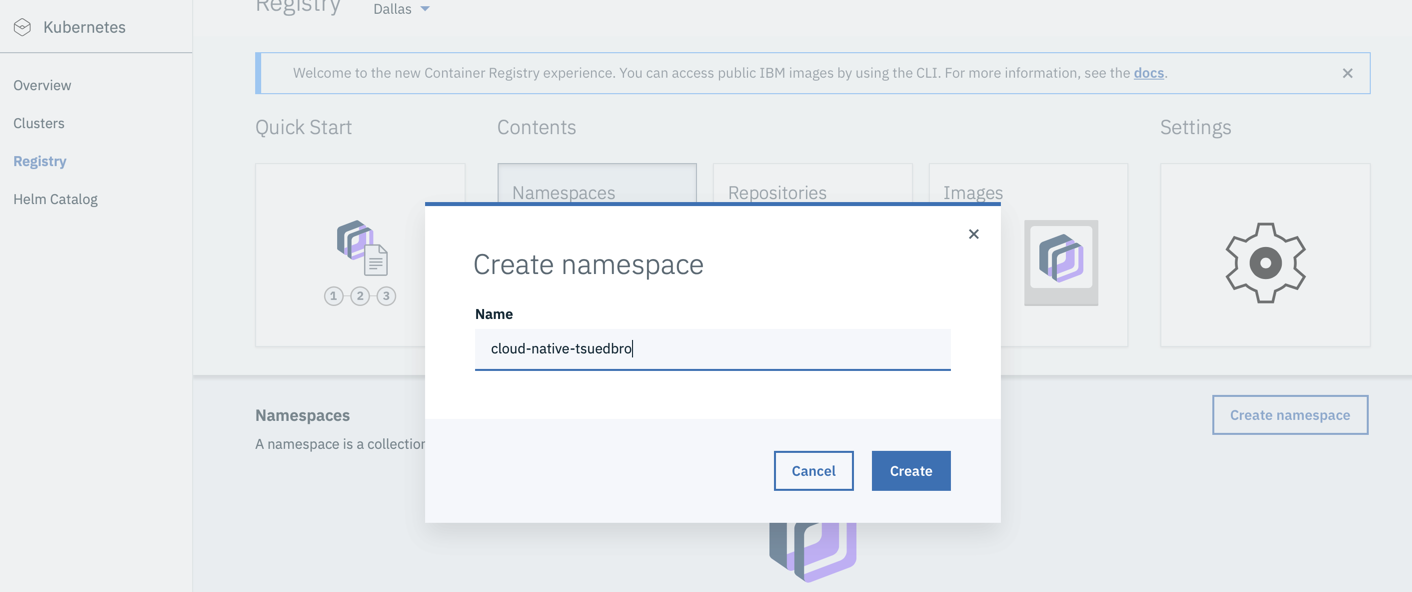 Registry
Dallas
Kubernetes
Overview
Clusters
Registry
Helm Catalog
Welcome to the new Container Registry experience. You can access public IBM images by using the CLI. For more information, see the docs.
Quick Start
Contents
Settings
Namespaces
Repositories
Images
1 2 3
Create namespace
Name
cloud-native-tsuedbro
Cancel
Create
Namespaces
A namespace is a collection
Create namespace